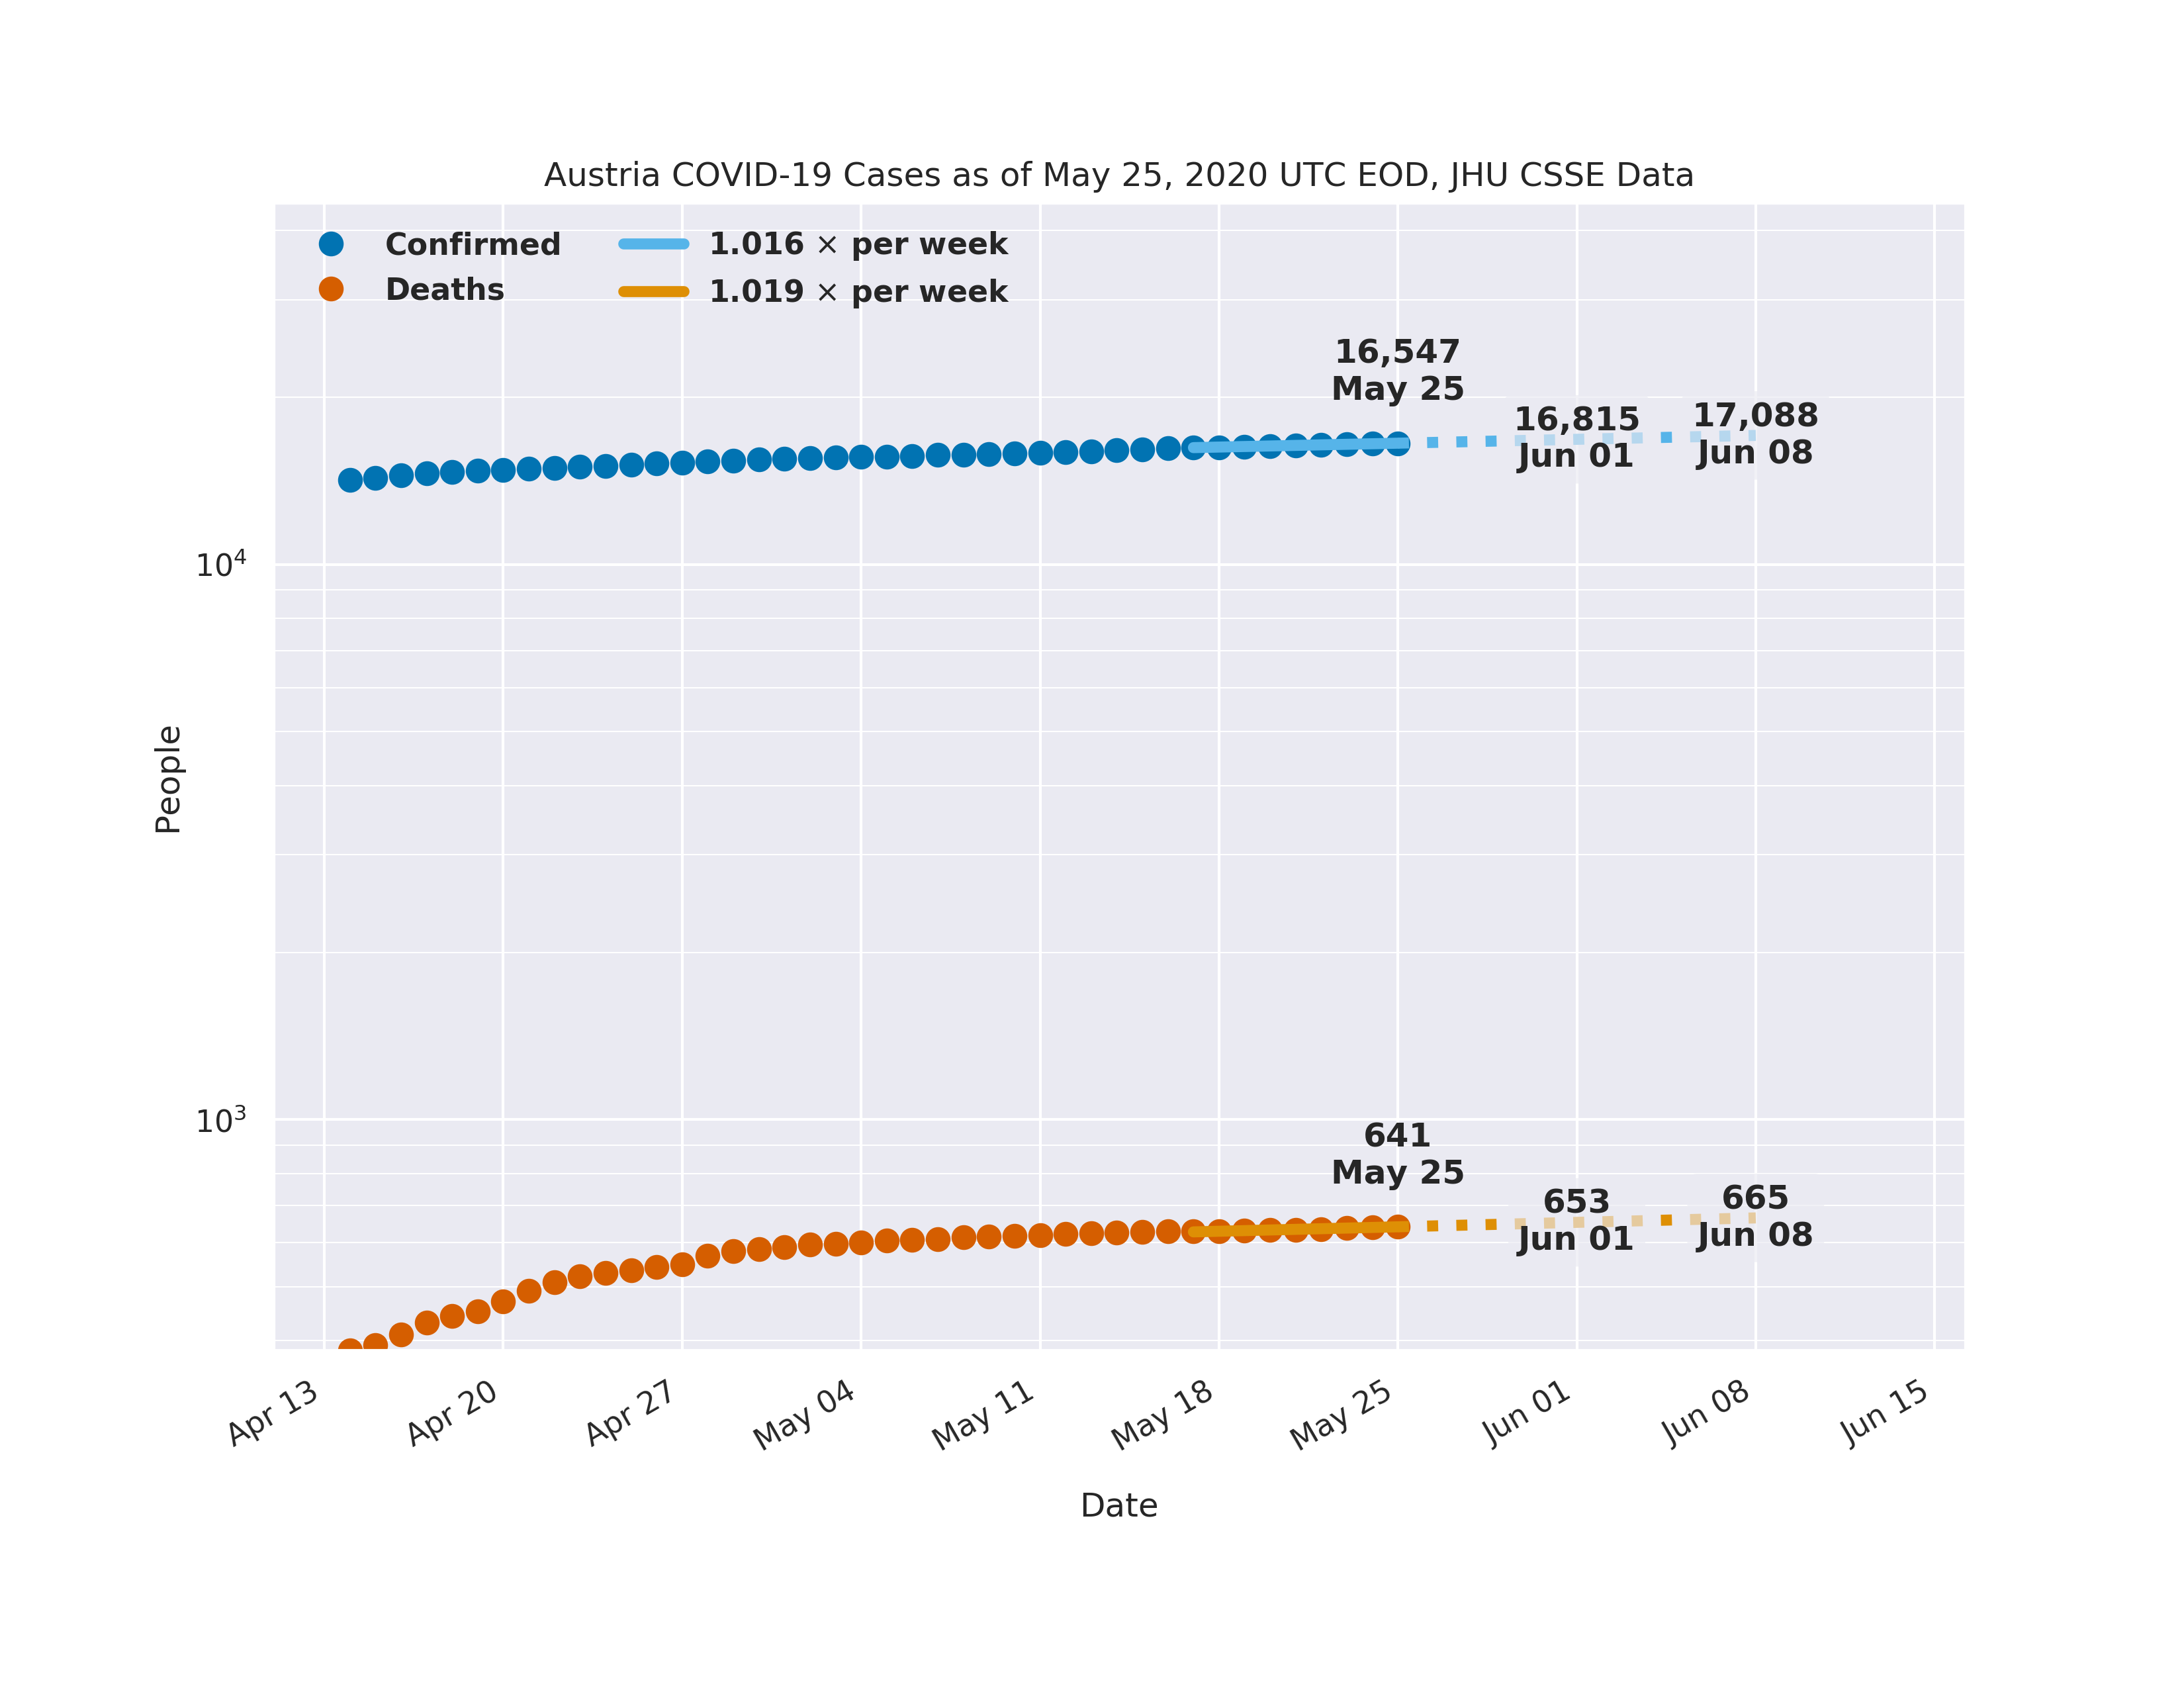 Austria COVID-19 Cases as of May 25, 2020 UTC EOD, JHU CSSE Data
Confirmed
Deaths
1.016 × per week
1.019 × per week
16,547
May 25
16,815
Jun 01
17,088
Jun 08
10⁴
People
10³
641
May 25
653
Jun 01
665
Jun 08
Apr 13
Apr 20
Apr 27
May 04
May 11
May 18
May 25
Jun 01
Jun 08
Jun 15
Date